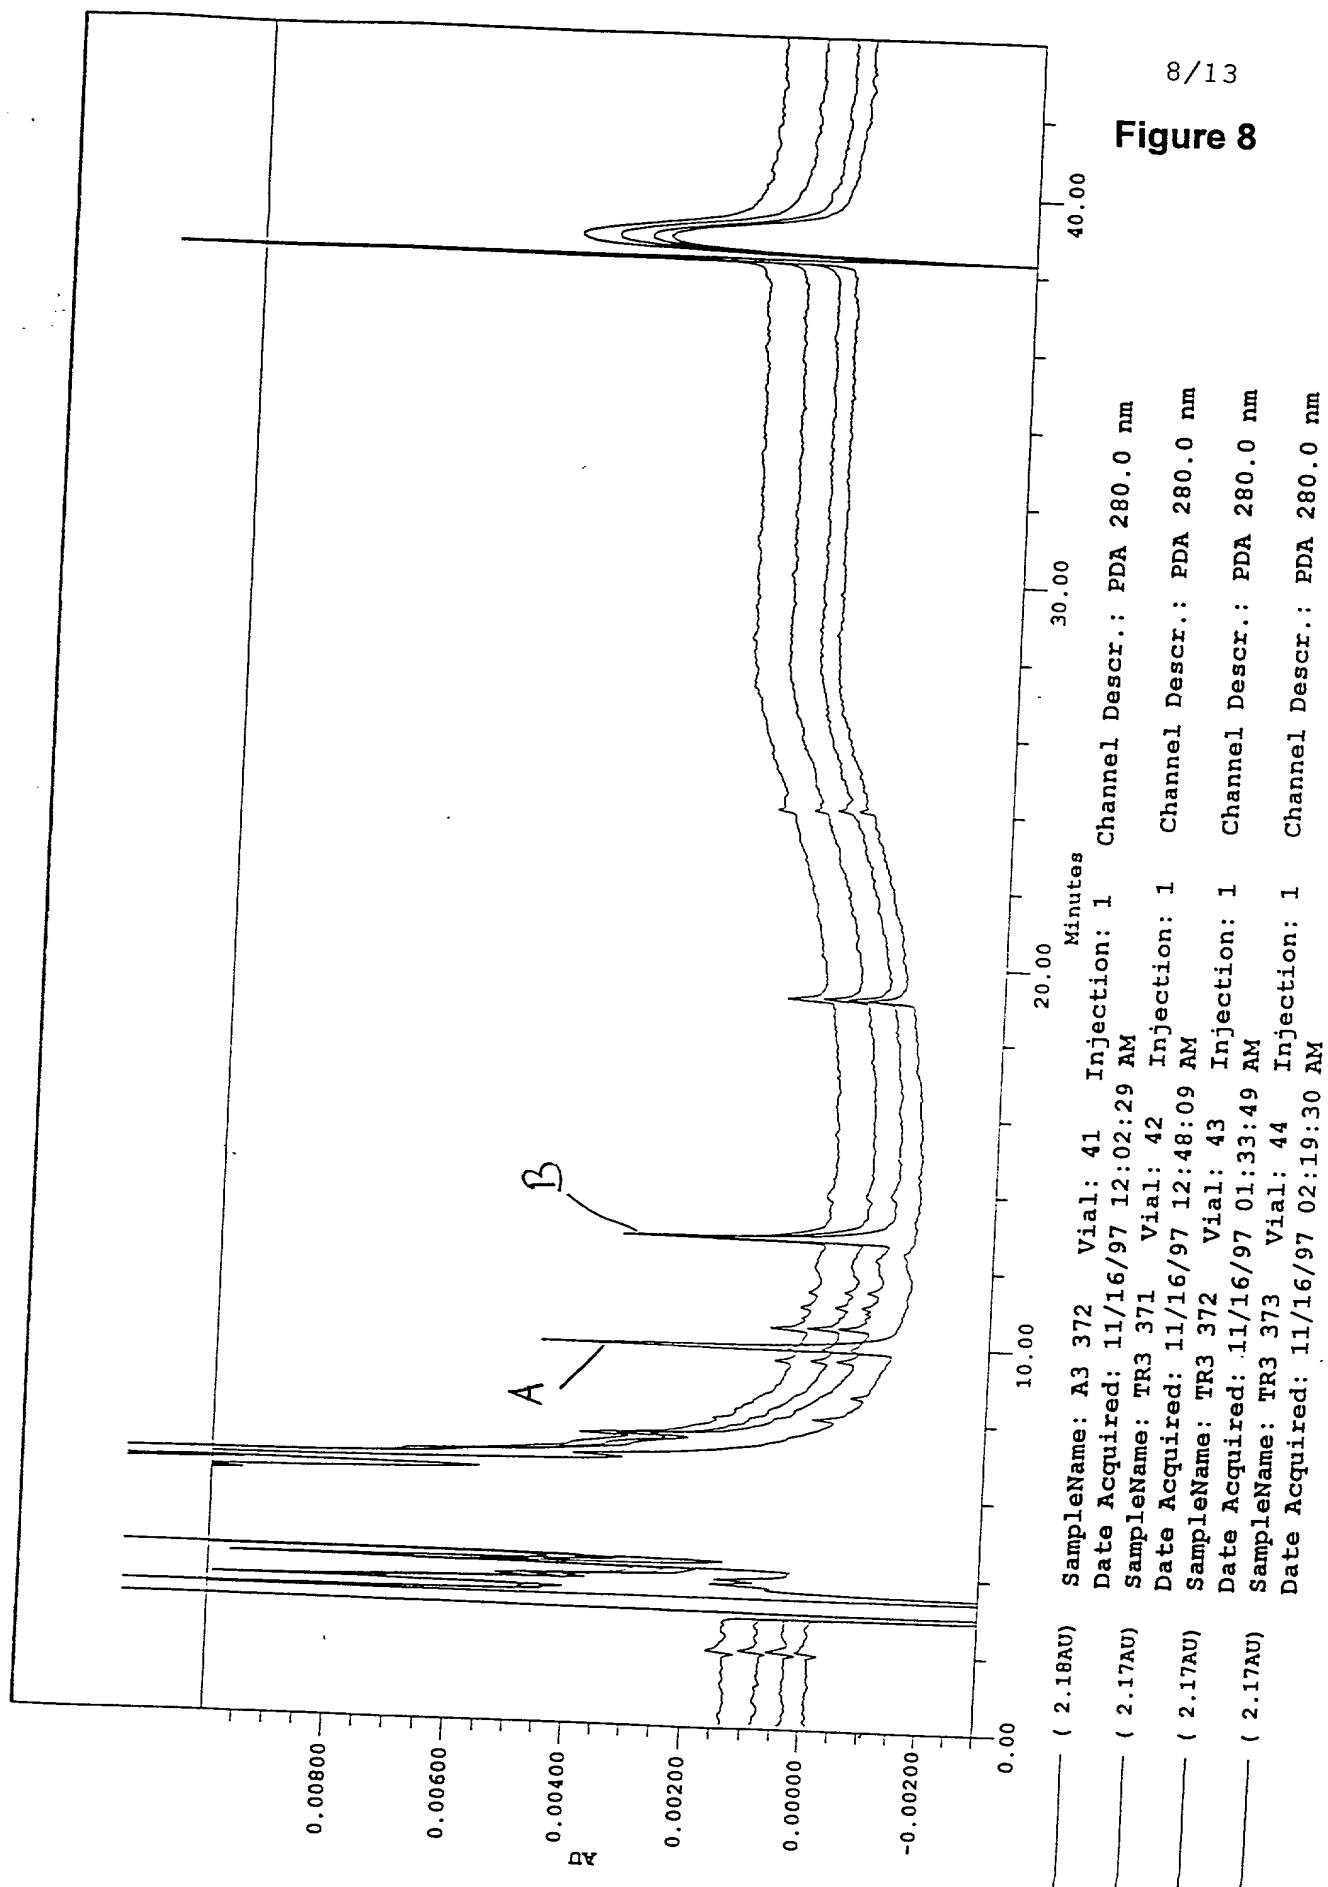 8/13
Figure 8
AU
0.00800
0.00600
0.00400
0.00200
0.00000
-0.00200
A
B
0.00
10.00
20.00
30.00
40.00
Minutes
( 2.18AU) SampleName: A3 372 Vial: 41 Injection: 1 Channel Descr.: PDA 280.0 nm
Date Acquired: 11/16/97 12:02:29 AM
( 2.17AU) SampleName: TR3 371 Vial: 42 Injection: 1 Channel Descr.: PDA 280.0 nm
Date Acquired: 11/16/97 12:48:09 AM
( 2.17AU) SampleName: TR3 372 Vial: 43 Injection: 1 Channel Descr.: PDA 280.0 nm
Date Acquired: 11/16/97 01:33:49 AM
( 2.17AU) SampleName: TR3 373 Vial: 44 Injection: 1 Channel Descr.: PDA 280.0 nm
Date Acquired: 11/16/97 02:19:30 AM